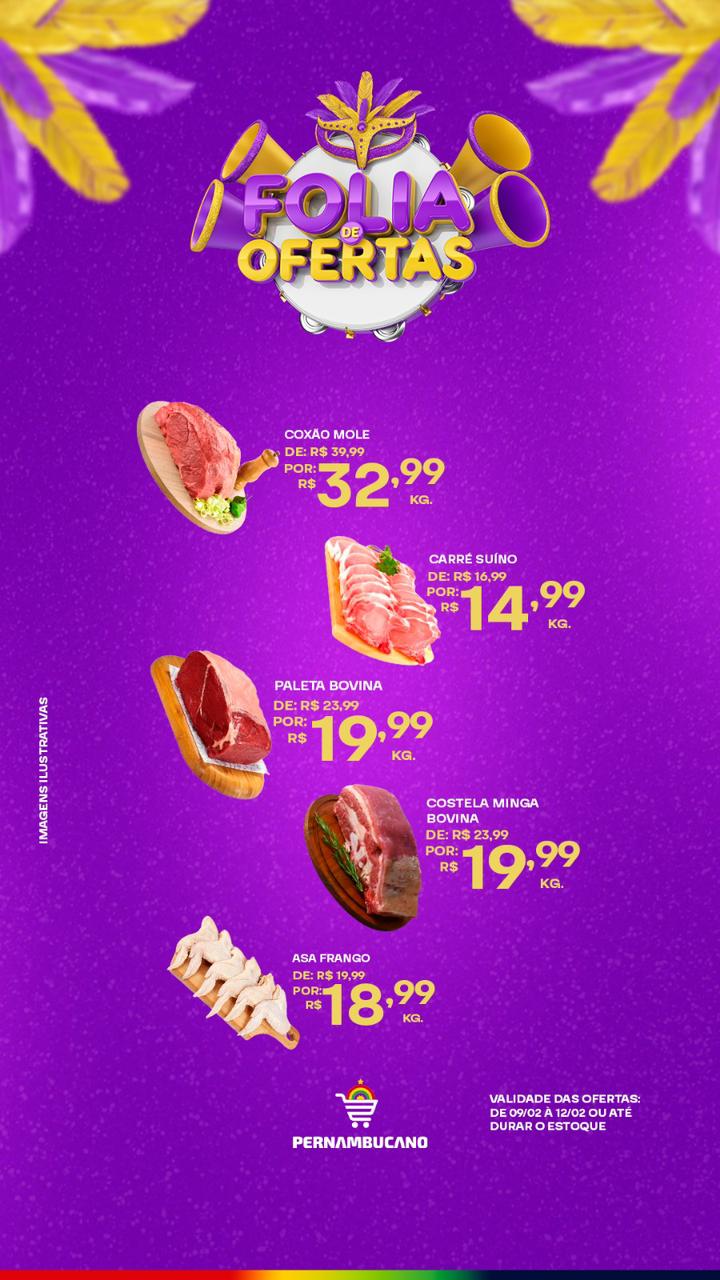 FOLIA
DE
OFERTAS
COXÃO MOLE
DE: R$ 39,99
POR:
R$ 32,99
KG.
CARRÉ SUÍNO
DE: R$ 16,99
POR:
R$ 14,99
KG.
PALETA BOVINA
DE: R$ 23,99
POR:
R$ 19,99
KG.
IMAGENS ILUSTRATIVAS
COSTELA MINGA
BOVINA
DE: R$ 23,99
POR:
R$ 19,99
KG.
ASA FRANGO
DE: R$ 19,99
POR:
R$ 18,99
KG.
PERNAMBUCANO
VALIDADE DAS OFERTAS:
DE 09/02 À 12/02 OU ATÉ
DURAR O ESTOQUE